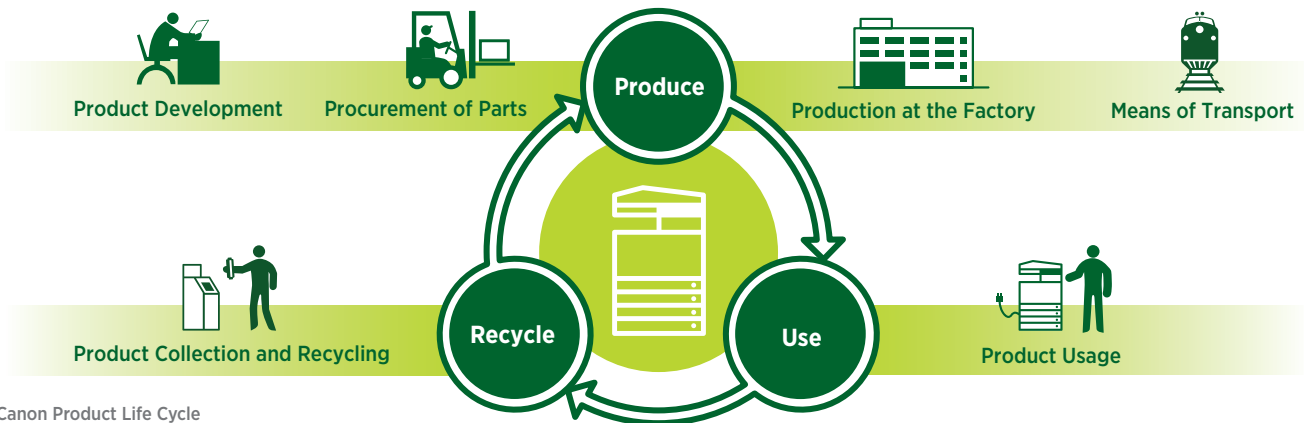 Produce
Product Development
Procurement of Parts
Production at the Factory
Means of Transport
Recycle
Use
Product Collection and Recycling
Product Usage
Canon Product Life Cycle